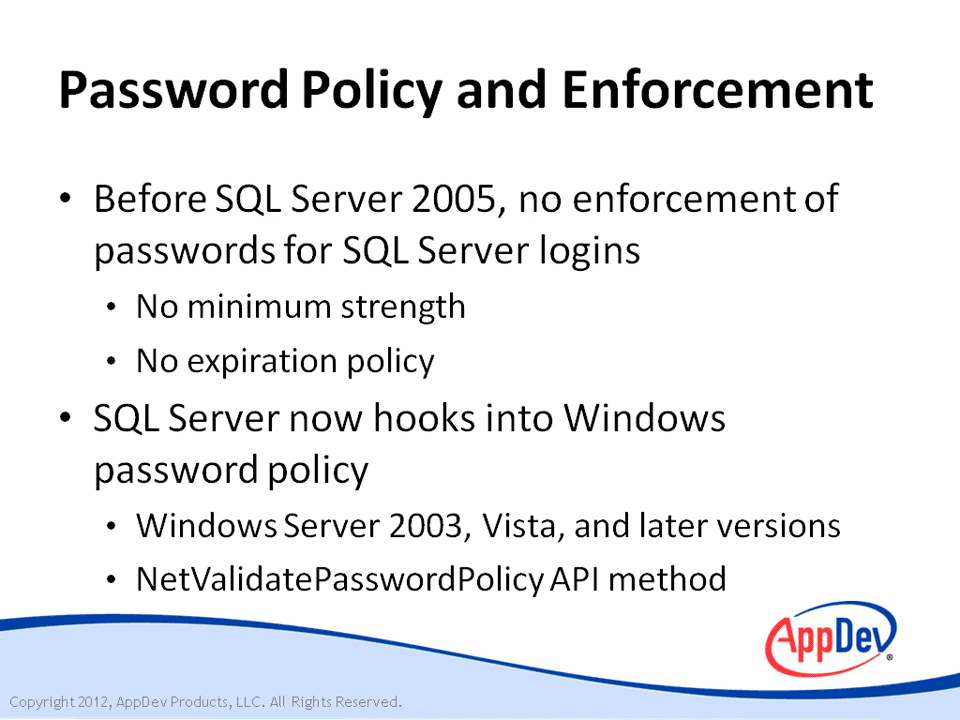 Password Policy and Enforcement
• Before SQL Server 2005, no enforcement of
passwords for SQL Server logins
• No minimum strength
• No expiration policy
• SQL Server now hooks into Windows
password policy
• Windows Server 2003, Vista, and later versions
• NetValidatePasswordPolicy API method
AppDev®
Copyright 2012, AppDev Products, LLC. All Rights Reserved.